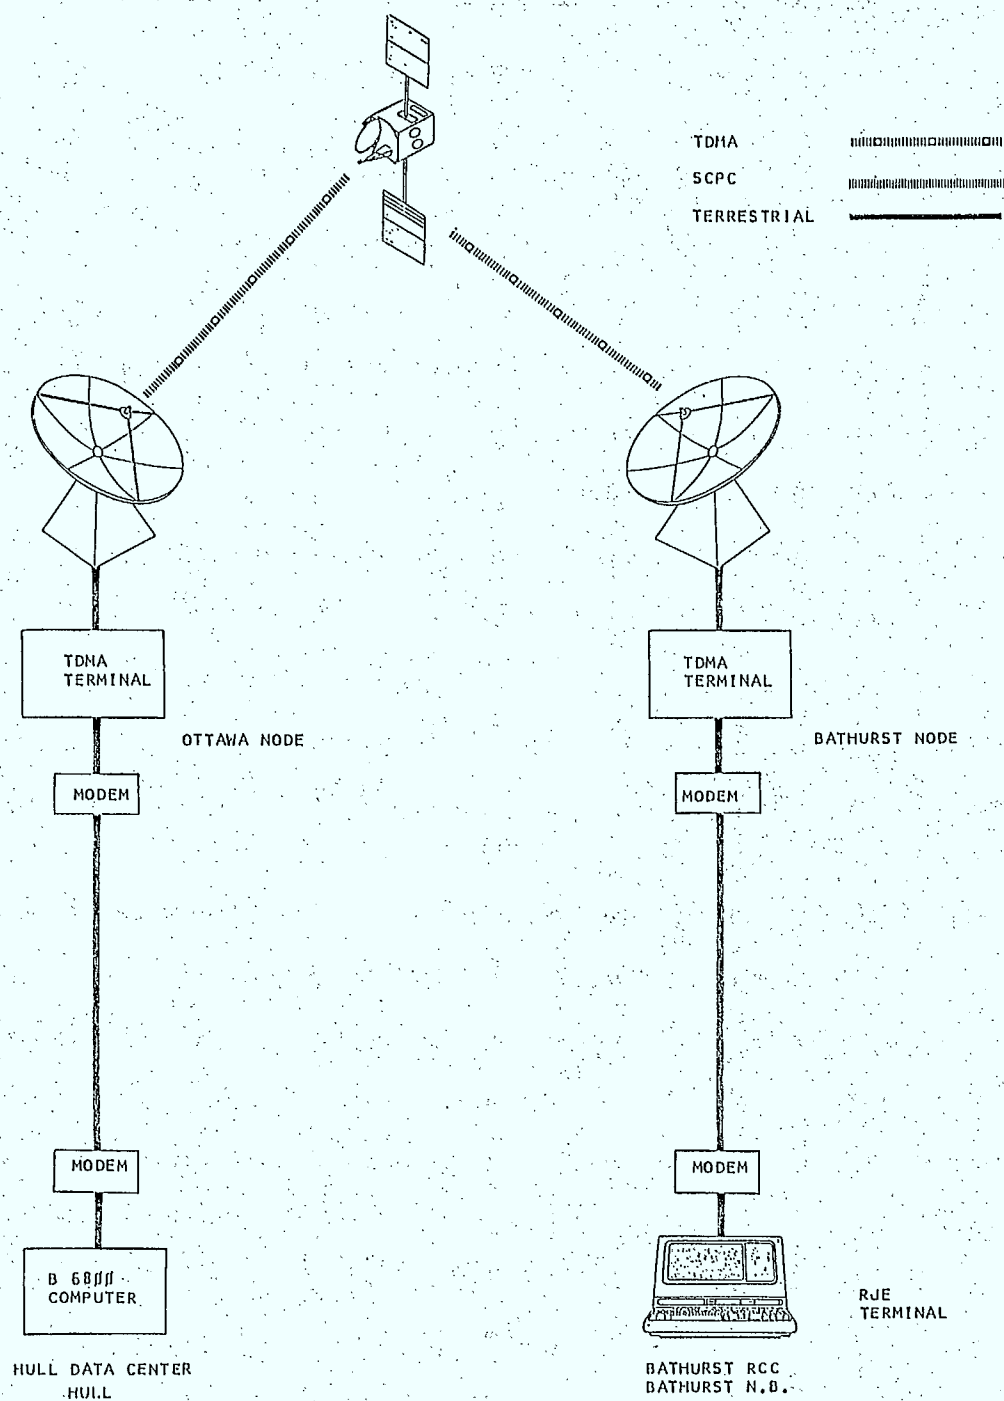 TDMA
SCPC
TERRESTRIAL
TDMA
TERMINAL
TDMA
TERMINAL
OTTAWA NODE
BATHURST NODE
MODEM
MODEM
MODEM
MODEM
B 6800
COMPUTER
RJE
TERMINAL
HULL DATA CENTER
HULL
BATHURST RCC
BATHURST N.B.